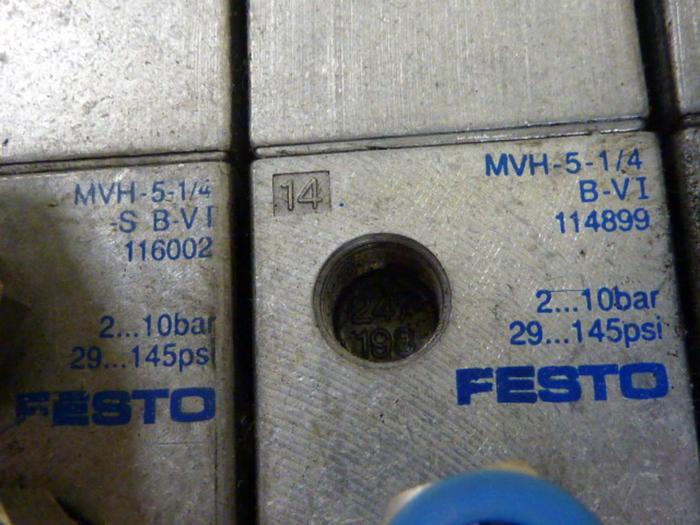 MVH-5-1/4
-S B-VI
116002
2...10bar
29...145psi
FESTO
14
MVH-5-1/4
B-VI
114899
2...10bar
29...145psi
FESTO
247